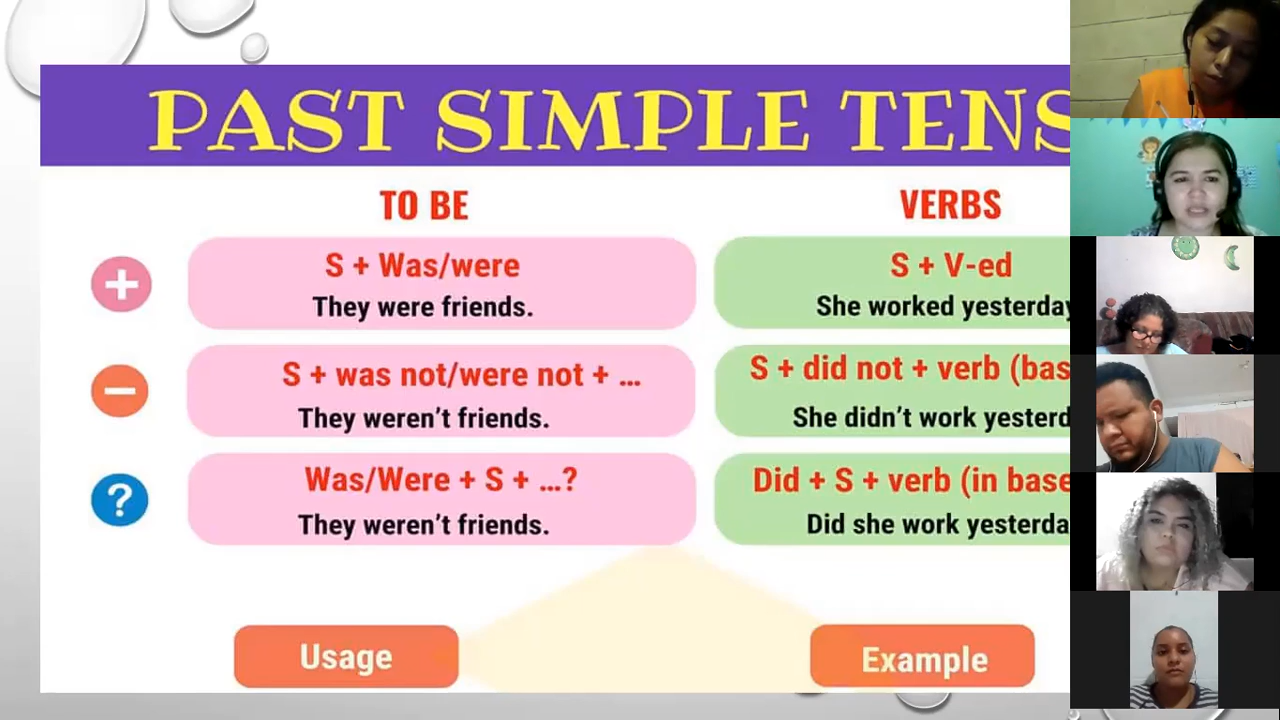 PAST SIMPLE TENS
TO BE
VERBS
S + Was/were
They were friends.
S + V-ed
She worked yesterday
S + was not/were not + ...
They weren’t friends.
S + did not + verb (bas
She didn’t work yesterd
Was/Were + S + ...?
They weren’t friends.
Did + S + verb (in base
Did she work yesterda
Usage
Example